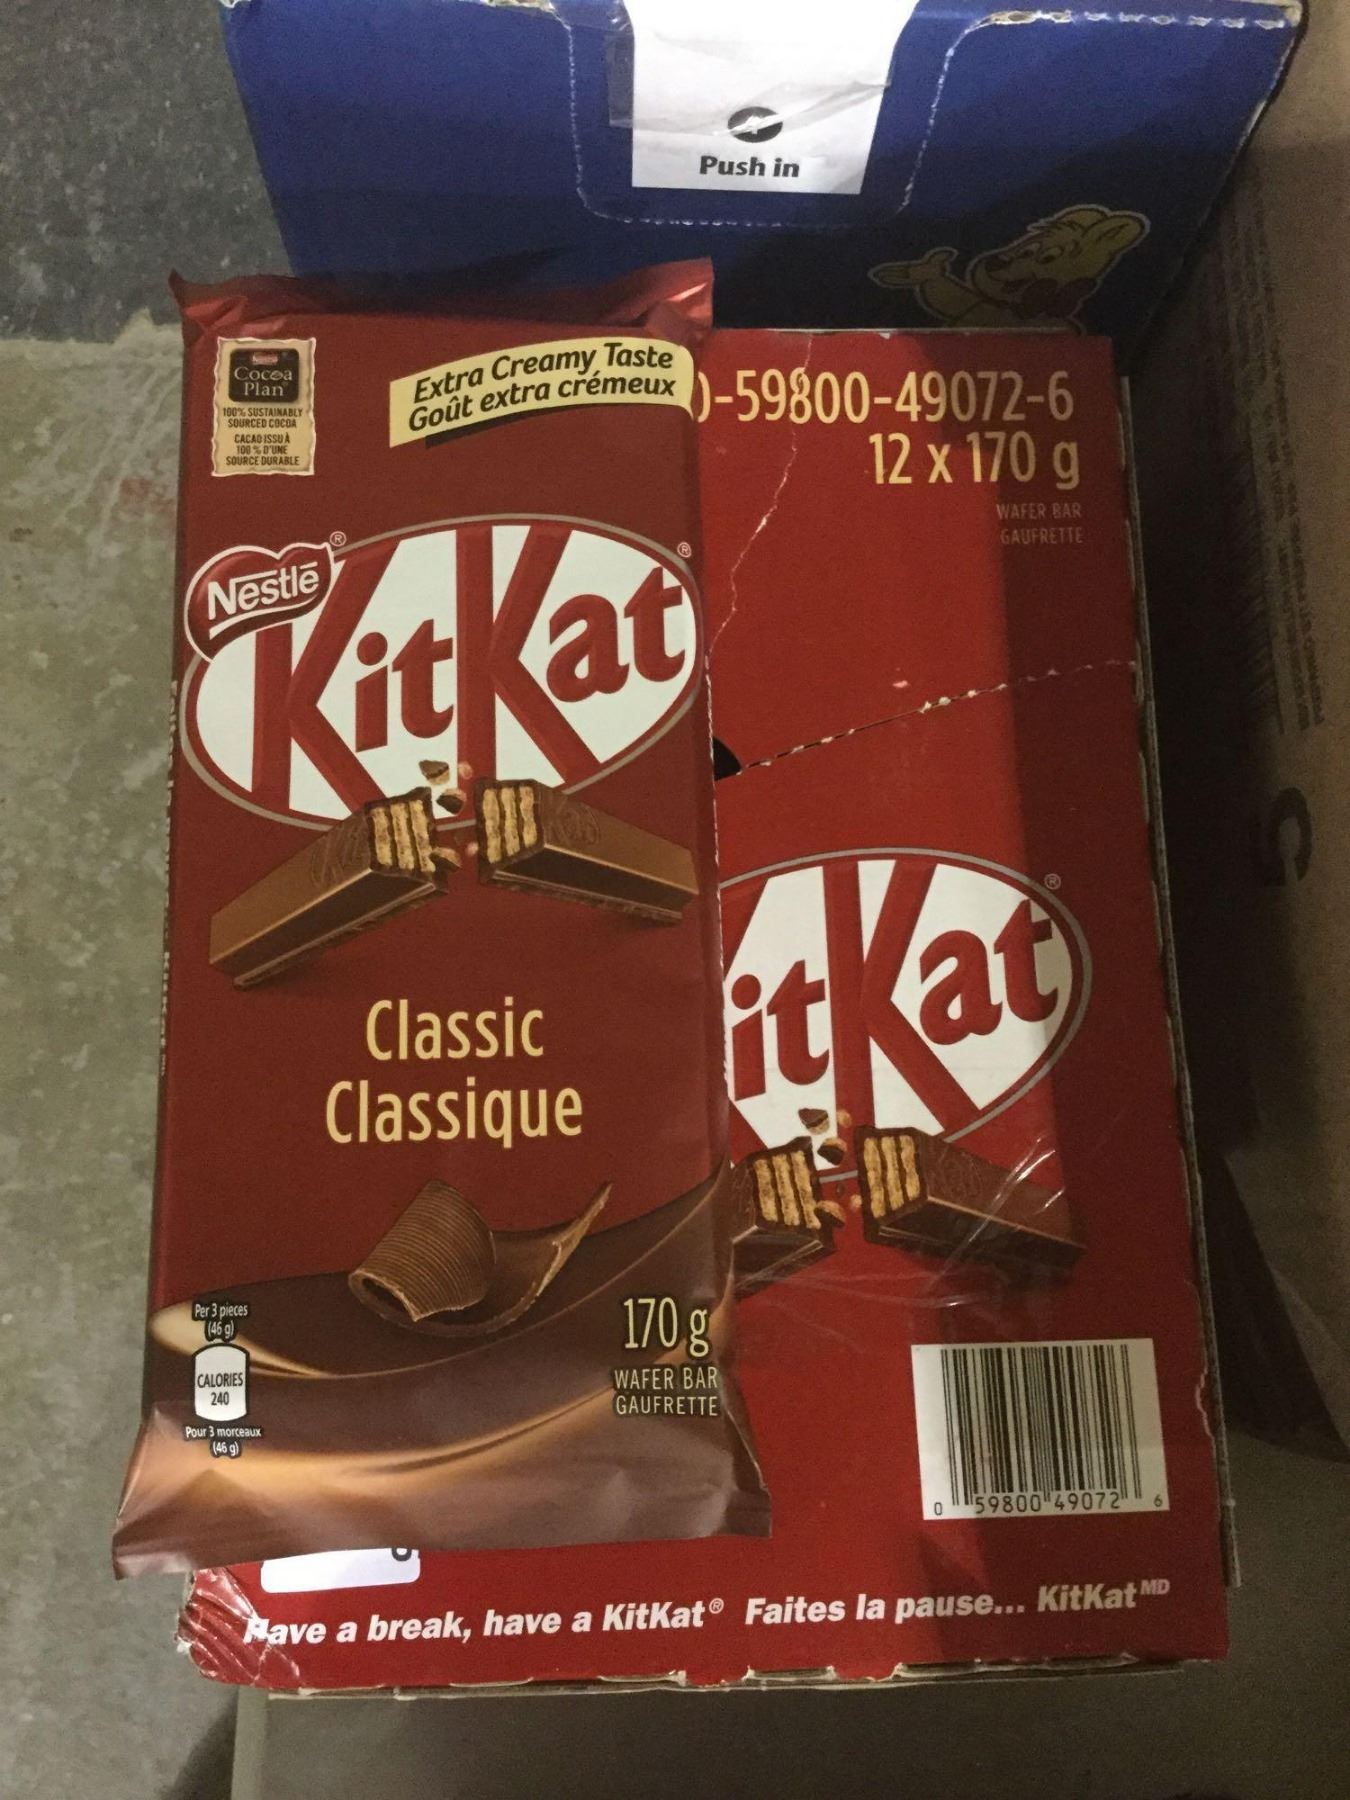 Push in
Nestlé
Cocoa
Plan
100% SUSTAINABLY
SOURCED COCOA
CACAO ISSU À
100 % D'UNE
SOURCE DURABLE
Extra Creamy Taste
Goût extra crémeux
-59800-49072-6
12 x 170 g
WAFER BAR
GAUFRETTE
Nestlé®
KitKat®
Classic
Classique
itKat®
Per 3 pieces
(46 g)
CALORIES
240
Pour 3 morceaux
(46 g)
170 g
WAFER BAR
GAUFRETTE
0 59800 49072 6
Have a break, have a KitKat® Faites la pause... KitKat MD